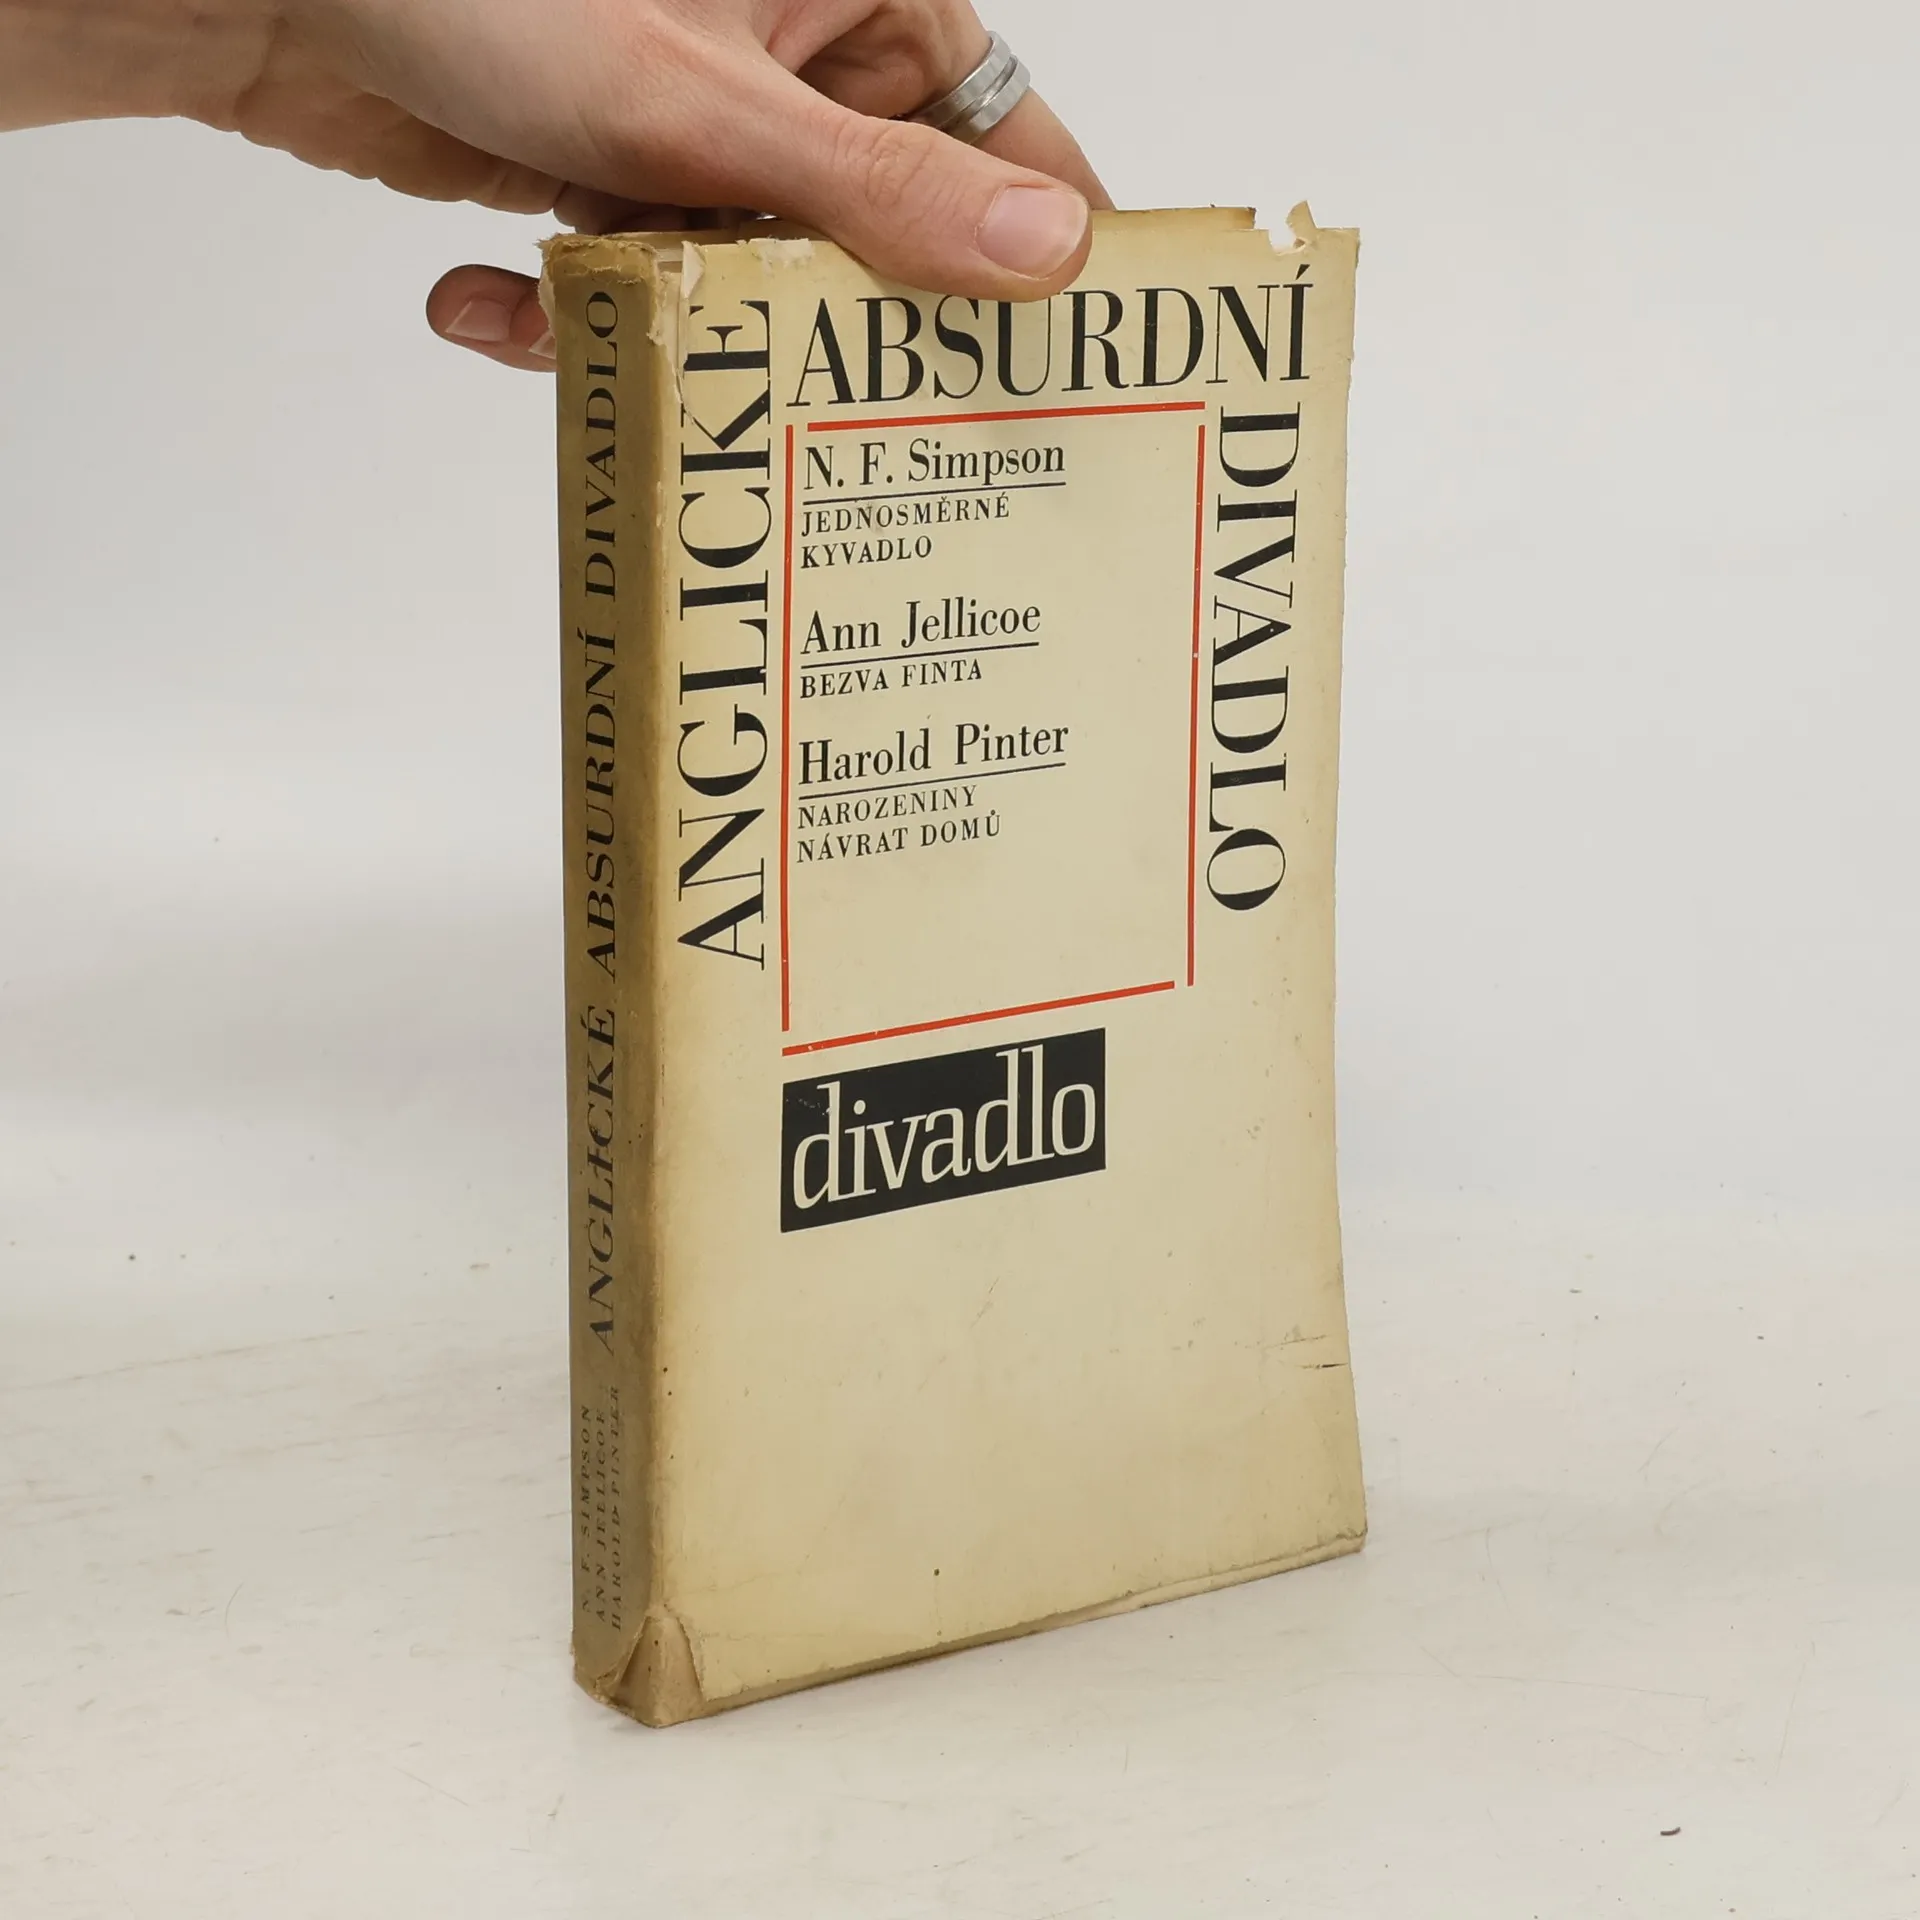 ANGLICKÉ
ABSURDNÍ
DIVADLO
N. F. Simpson
JEDNOSMĚRNÉ
KYVADLO
Ann Jellicoe
BEZVA FINTA
Harold Pinter
NAROZENINY
NÁVRAT DOMŮ
divadlo
N. F. SIMPSON
ANN JELLICOE
HAROLD PINTER
ANGLICKÉ ABSURDNÍ DIVADLO